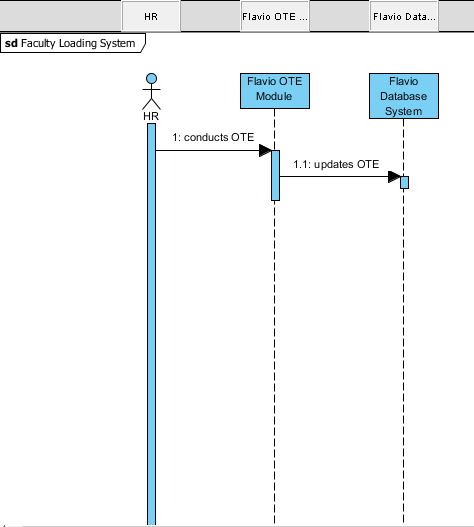 HR
Flavio OTE ...
Flavio Data...
sd Faculty Loading System
HR
Flavio OTE
Module
Flavio
Database
System
1: conducts OTE
1.1: updates OTE